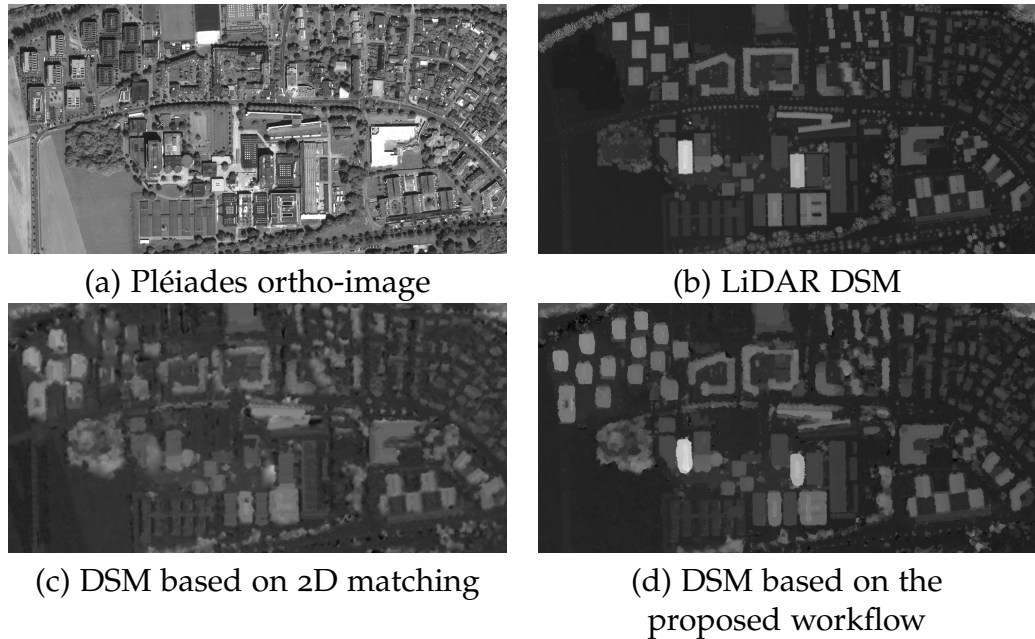 (a) Pléiades ortho-image
(b) LiDAR DSM
(c) DSM based on 2D matching
(d) DSM based on the
proposed workflow